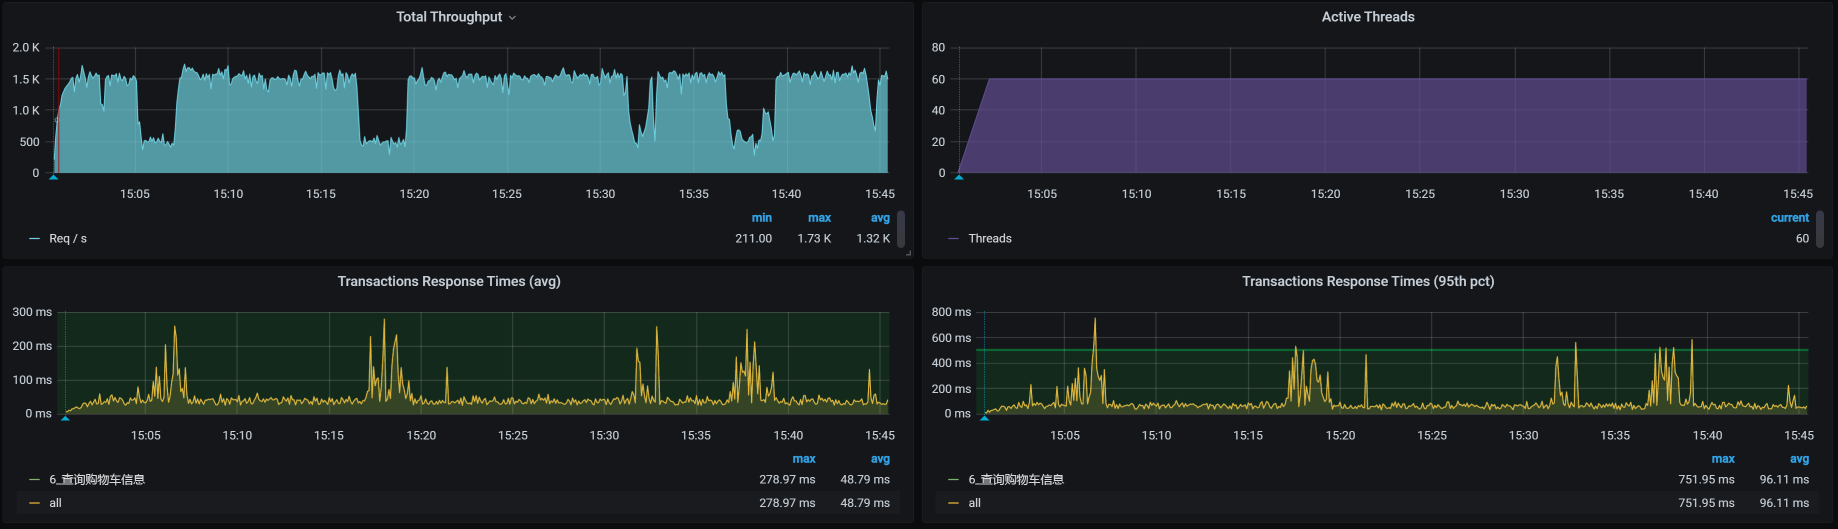 Total Throughput
2.0 K
1.5 K
1.0 K
500
0
15:05 15:10 15:15 15:20 15:25 15:30 15:35 15:40 15:45
min max avg
Req / s 211.00 1.73 K 1.32 K
Active Threads
80
60
40
20
0
15:05 15:10 15:15 15:20 15:25 15:30 15:35 15:40 15:45
current
Threads 60
Transactions Response Times (avg)
300 ms
200 ms
100 ms
0 ms
15:05 15:10 15:15 15:20 15:25 15:30 15:35 15:40 15:45
max avg
6_查询购物车信息 278.97 ms 48.79 ms
all 278.97 ms 48.79 ms
Transactions Response Times (95th pct)
800 ms
600 ms
400 ms
200 ms
0 ms
15:05 15:10 15:15 15:20 15:25 15:30 15:35 15:40 15:45
max avg
6_查询购物车信息 751.95 ms 96.11 ms
all 751.95 ms 96.11 ms